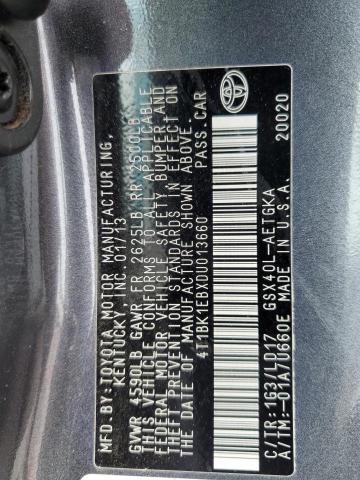 MFD. BY: TOYOTA MOTOR MANUFACTURING,
KENTUCKY INC. 01/13
GVWR 4590LB GAWR FR 2625LB RR 2500LB
THIS VEHICLE CONFORMS TO ALL APPLICABLE
FEDERAL MOTOR VEHICLE SAFETY, BUMPER AND
THEFT PREVENTION STANDARDS IN EFFECT ON
THE DATE OF MANUFACTURE SHOWN ABOVE.
4T1BK1EBXDU013660 PASS. CAR
TOYOTA
C/TR: 1G3/LD17 GSX40L-AETGKA
A/TM: -01A/U660E MADE IN U.S.A.
20020